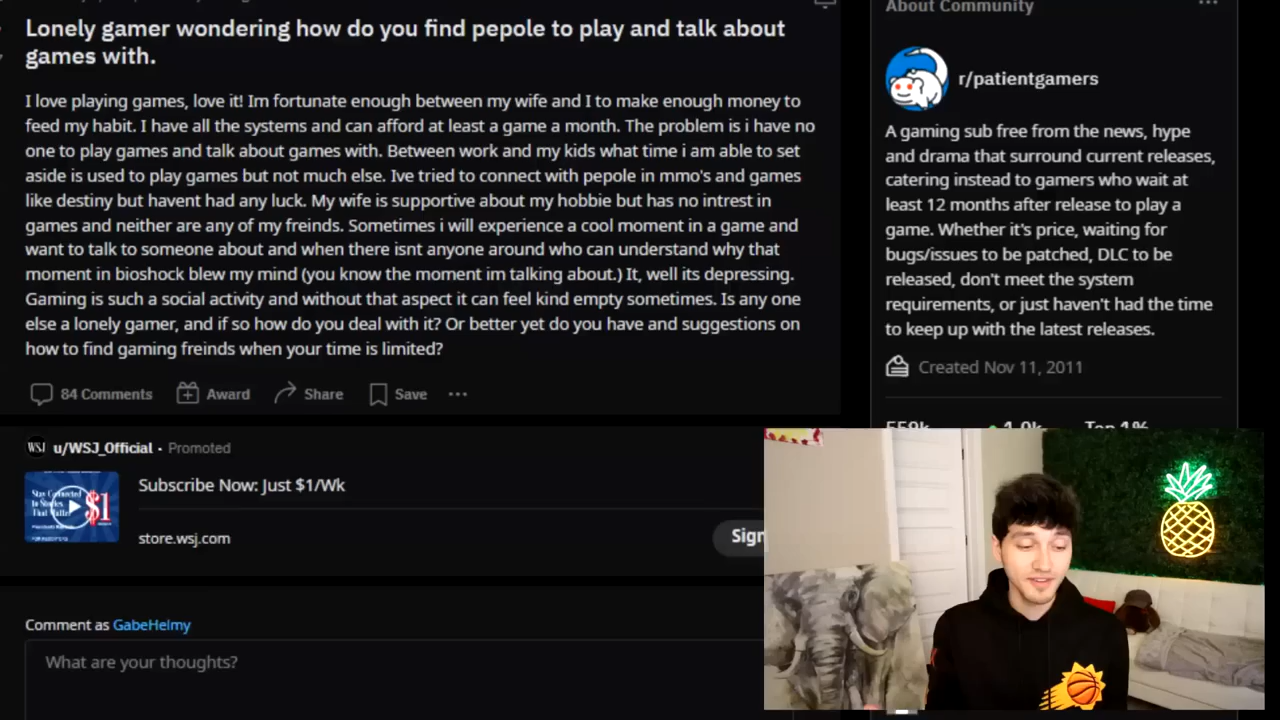 Lonely gamer wondering how do you find pepole to play and talk about
games with.
I love playing games, love it! Im fortunate enough between my wife and I to make enough money to
feed my habit. I have all the systems and can afford at least a game a month. The problem is i have no
one to play games and talk about games with. Between work and my kids what time i am able to set
aside is used to play games but not much else. Ive tried to connect with pepole in mmo's and games
like destiny but havent had any luck. My wife is supportive about my hobbie but has no intrest in
games and neither are any of my freinds. Sometimes i will experience a cool moment in a game and
want to talk to someone about and when there isnt anyone around who can understand why that
moment in bioshock blew my mind (you know the moment im talking about.) It, well its depressing.
Gaming is such a social activity and without that aspect it can feel kind empty sometimes. Is any one
else a lonely gamer, and if so how do you deal with it? Or better yet do you have and suggestions on
how to find gaming freinds when your time is limited?
84 Comments Award Share Save
WSJ u/WSJ_Official · Promoted
Stay Connected
to Stories
That Matter
$1
Subscribe Now: Just $1/Wk
store.wsj.com
Sign
Comment as GabeHelmy
What are your thoughts?
About Community
r/patientgamers
A gaming sub free from the news, hype
and drama that surround current releases,
catering instead to gamers who wait at
least 12 months after release to play a
game. Whether it's price, waiting for
bugs/issues to be patched, DLC to be
released, don't meet the system
requirements, or just haven't had the time
to keep up with the latest releases.
Created Nov 11, 2011
559k 1.0k Top 1%